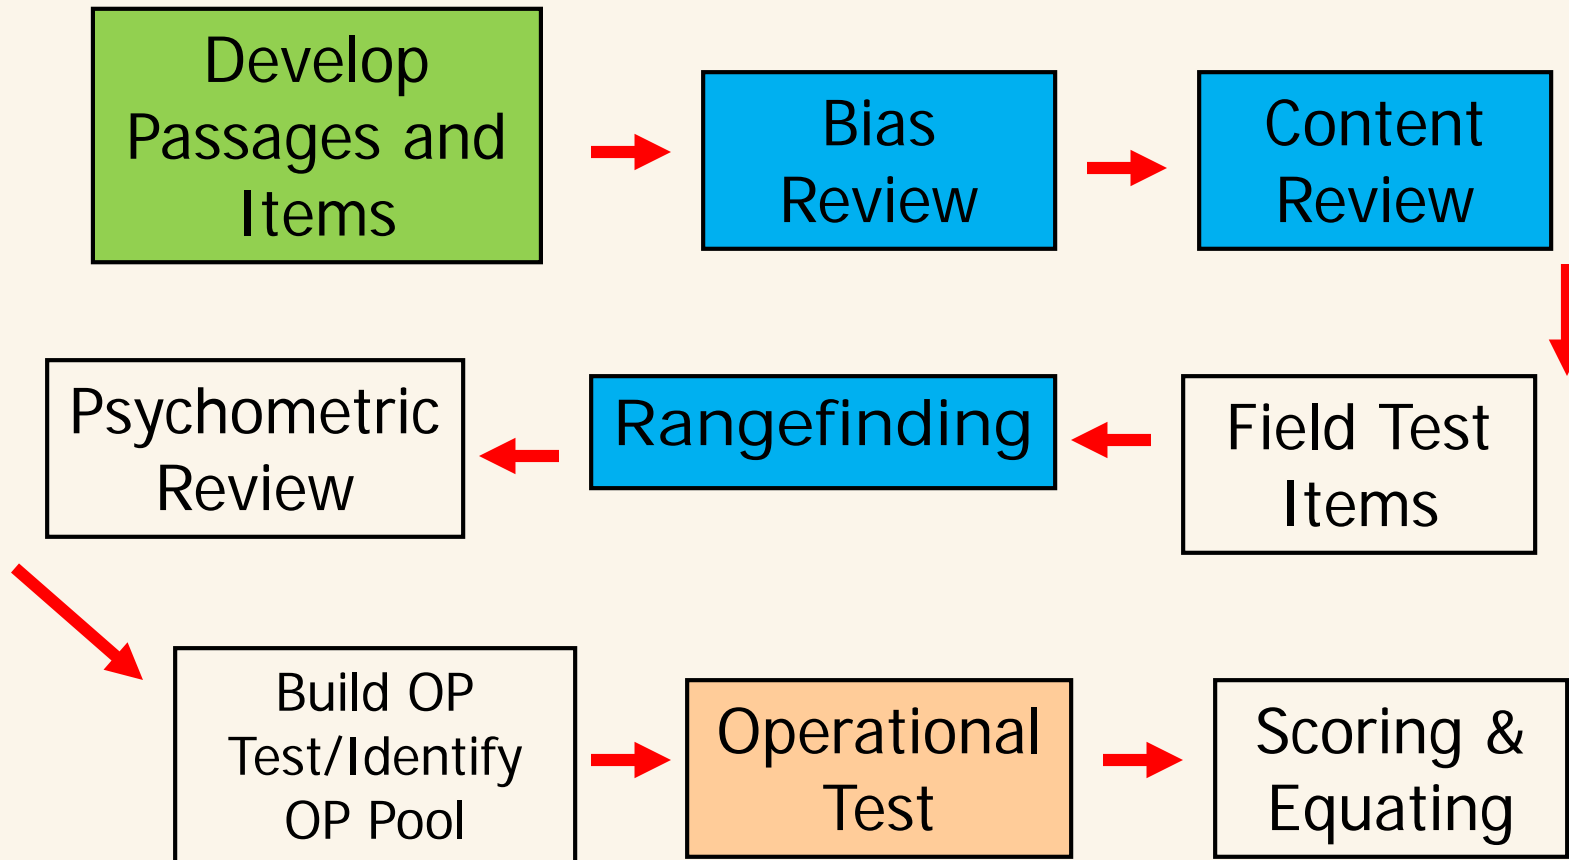 Develop
Passages and
Items
Bias
Review
Content
Review
Psychometric
Review
Rangefinding
Field Test
Items
Build OP
Test/Identify
OP Pool
Operational
Test
Scoring &
Equating